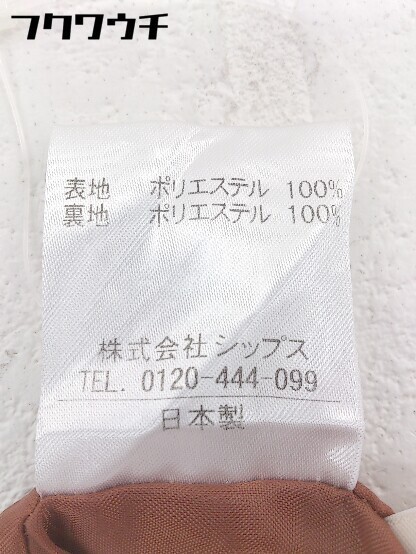 フクウウチ
表地 ポリエステル 100%
裏地 ポリエステル 100%
株式会社 シップス
TEL. 0120-444-099
日本製